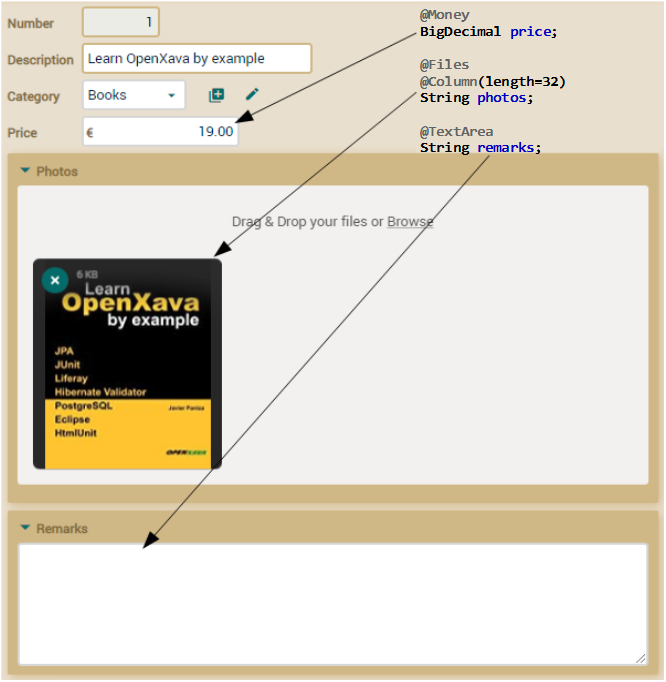 Number 1
Description Learn OpenXava by example
Category Books
Price € 19.00
@Money
BigDecimal price;
@Files
@Column(length=32)
String photos;
@TextArea
String remarks;
Photos
Drag & Drop your files or Browse
6 KB
Learn
OpenXava
by example
JPA
JUnit
Liferay
Hibernate Validator
PostgreSQL
Javier Paniza
Eclipse
HtmlUnit
OPENXAVA
Remarks